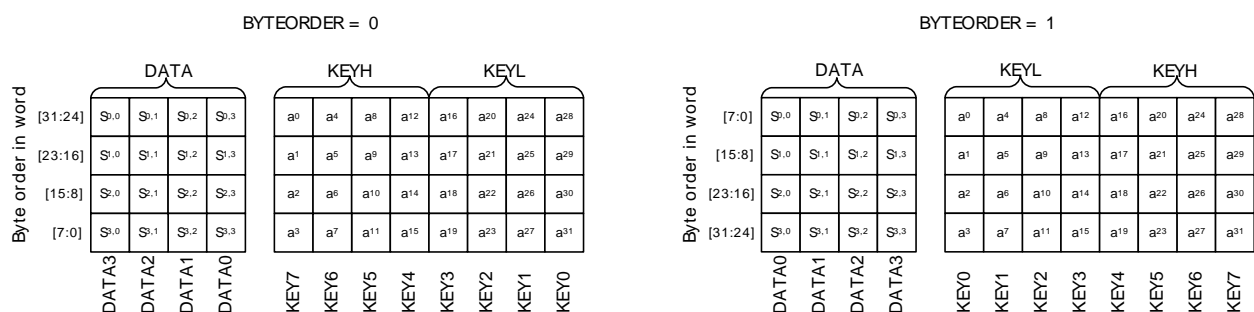 BYTEORDER = 0
DATA KEYH KEYL
Byte order in word
[31:24] S0,0 S0,1 S0,2 S0,3 a0 a4 a8 a12 a16 a20 a24 a28
[23:16] S1,0 S1,1 S1,2 S1,3 a1 a5 a9 a13 a17 a21 a25 a29
[15:8] S2,0 S2,1 S2,2 S2,3 a2 a6 a10 a14 a18 a22 a26 a30
[7:0] S3,0 S3,1 S3,2 S3,3 a3 a7 a11 a15 a19 a23 a27 a31
DATA3 DATA2 DATA1 DATA0 KEY7 KEY6 KEY5 KEY4 KEY3 KEY2 KEY1 KEY0
BYTEORDER = 1
DATA KEYL KEYH
Byte order in word
[7:0] S0,0 S0,1 S0,2 S0,3 a0 a4 a8 a12 a16 a20 a24 a28
[15:8] S1,0 S1,1 S1,2 S1,3 a1 a5 a9 a13 a17 a21 a25 a29
[23:16] S2,0 S2,1 S2,2 S2,3 a2 a6 a10 a14 a18 a22 a26 a30
[31:24] S3,0 S3,1 S3,2 S3,3 a3 a7 a11 a15 a19 a23 a27 a31
DATA0 DATA1 DATA2 DATA3 KEY0 KEY1 KEY2 KEY3 KEY4 KEY5 KEY6 KEY7